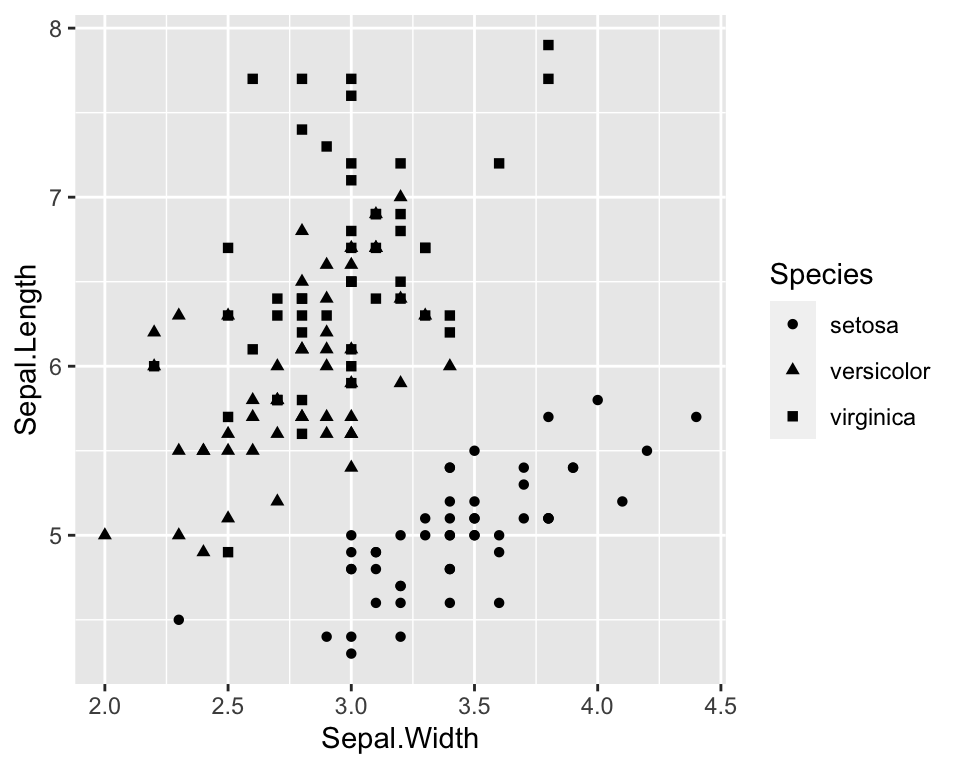 8
7
6
5
Sepal.Length
2.0 2.5 3.0 3.5 4.0 4.5
Sepal.Width
Species
setosa
versicolor
virginica